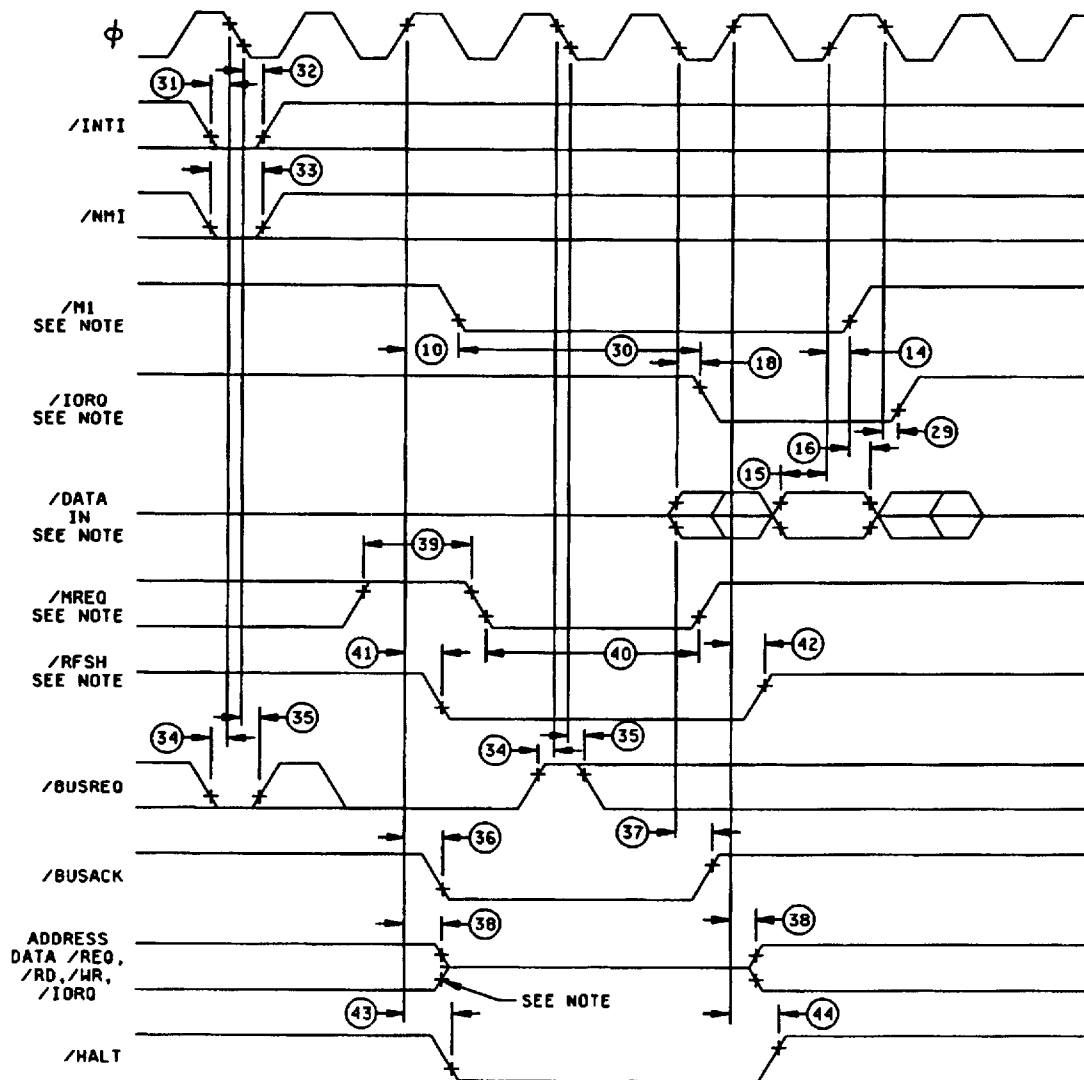 ϕ
31
32
/INTI
33
/NMI
/M1
SEE NOTE
10
30
18
14
/IORQ
SEE NOTE
16
29
15
/DATA
IN
SEE NOTE
39
/MREQ
SEE NOTE
41
40
42
/RFSH
SEE NOTE
34
35
34
35
/BUSREQ
37
36
/BUSACK
38
38
ADDRESS
DATA /REQ,
/RD,/WR,
/IORQ
SEE NOTE
43
44
/HALT